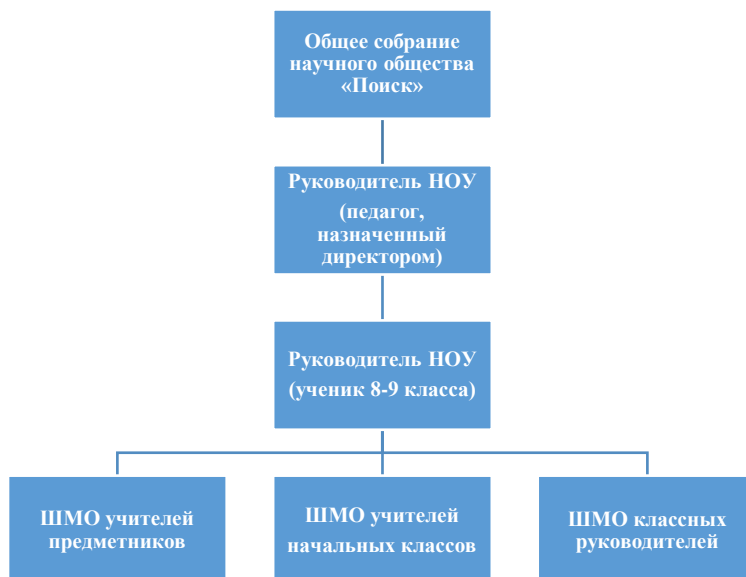 Общее собрание
научного общества
«Поиск»
Руководитель НОУ
(педагог,
назначенный
директором)
Руководитель НОУ
(ученик 8-9 класса)
ШМО учителей
предметников
ШМО учителей
начальных классов
ШМО классных
руководителей